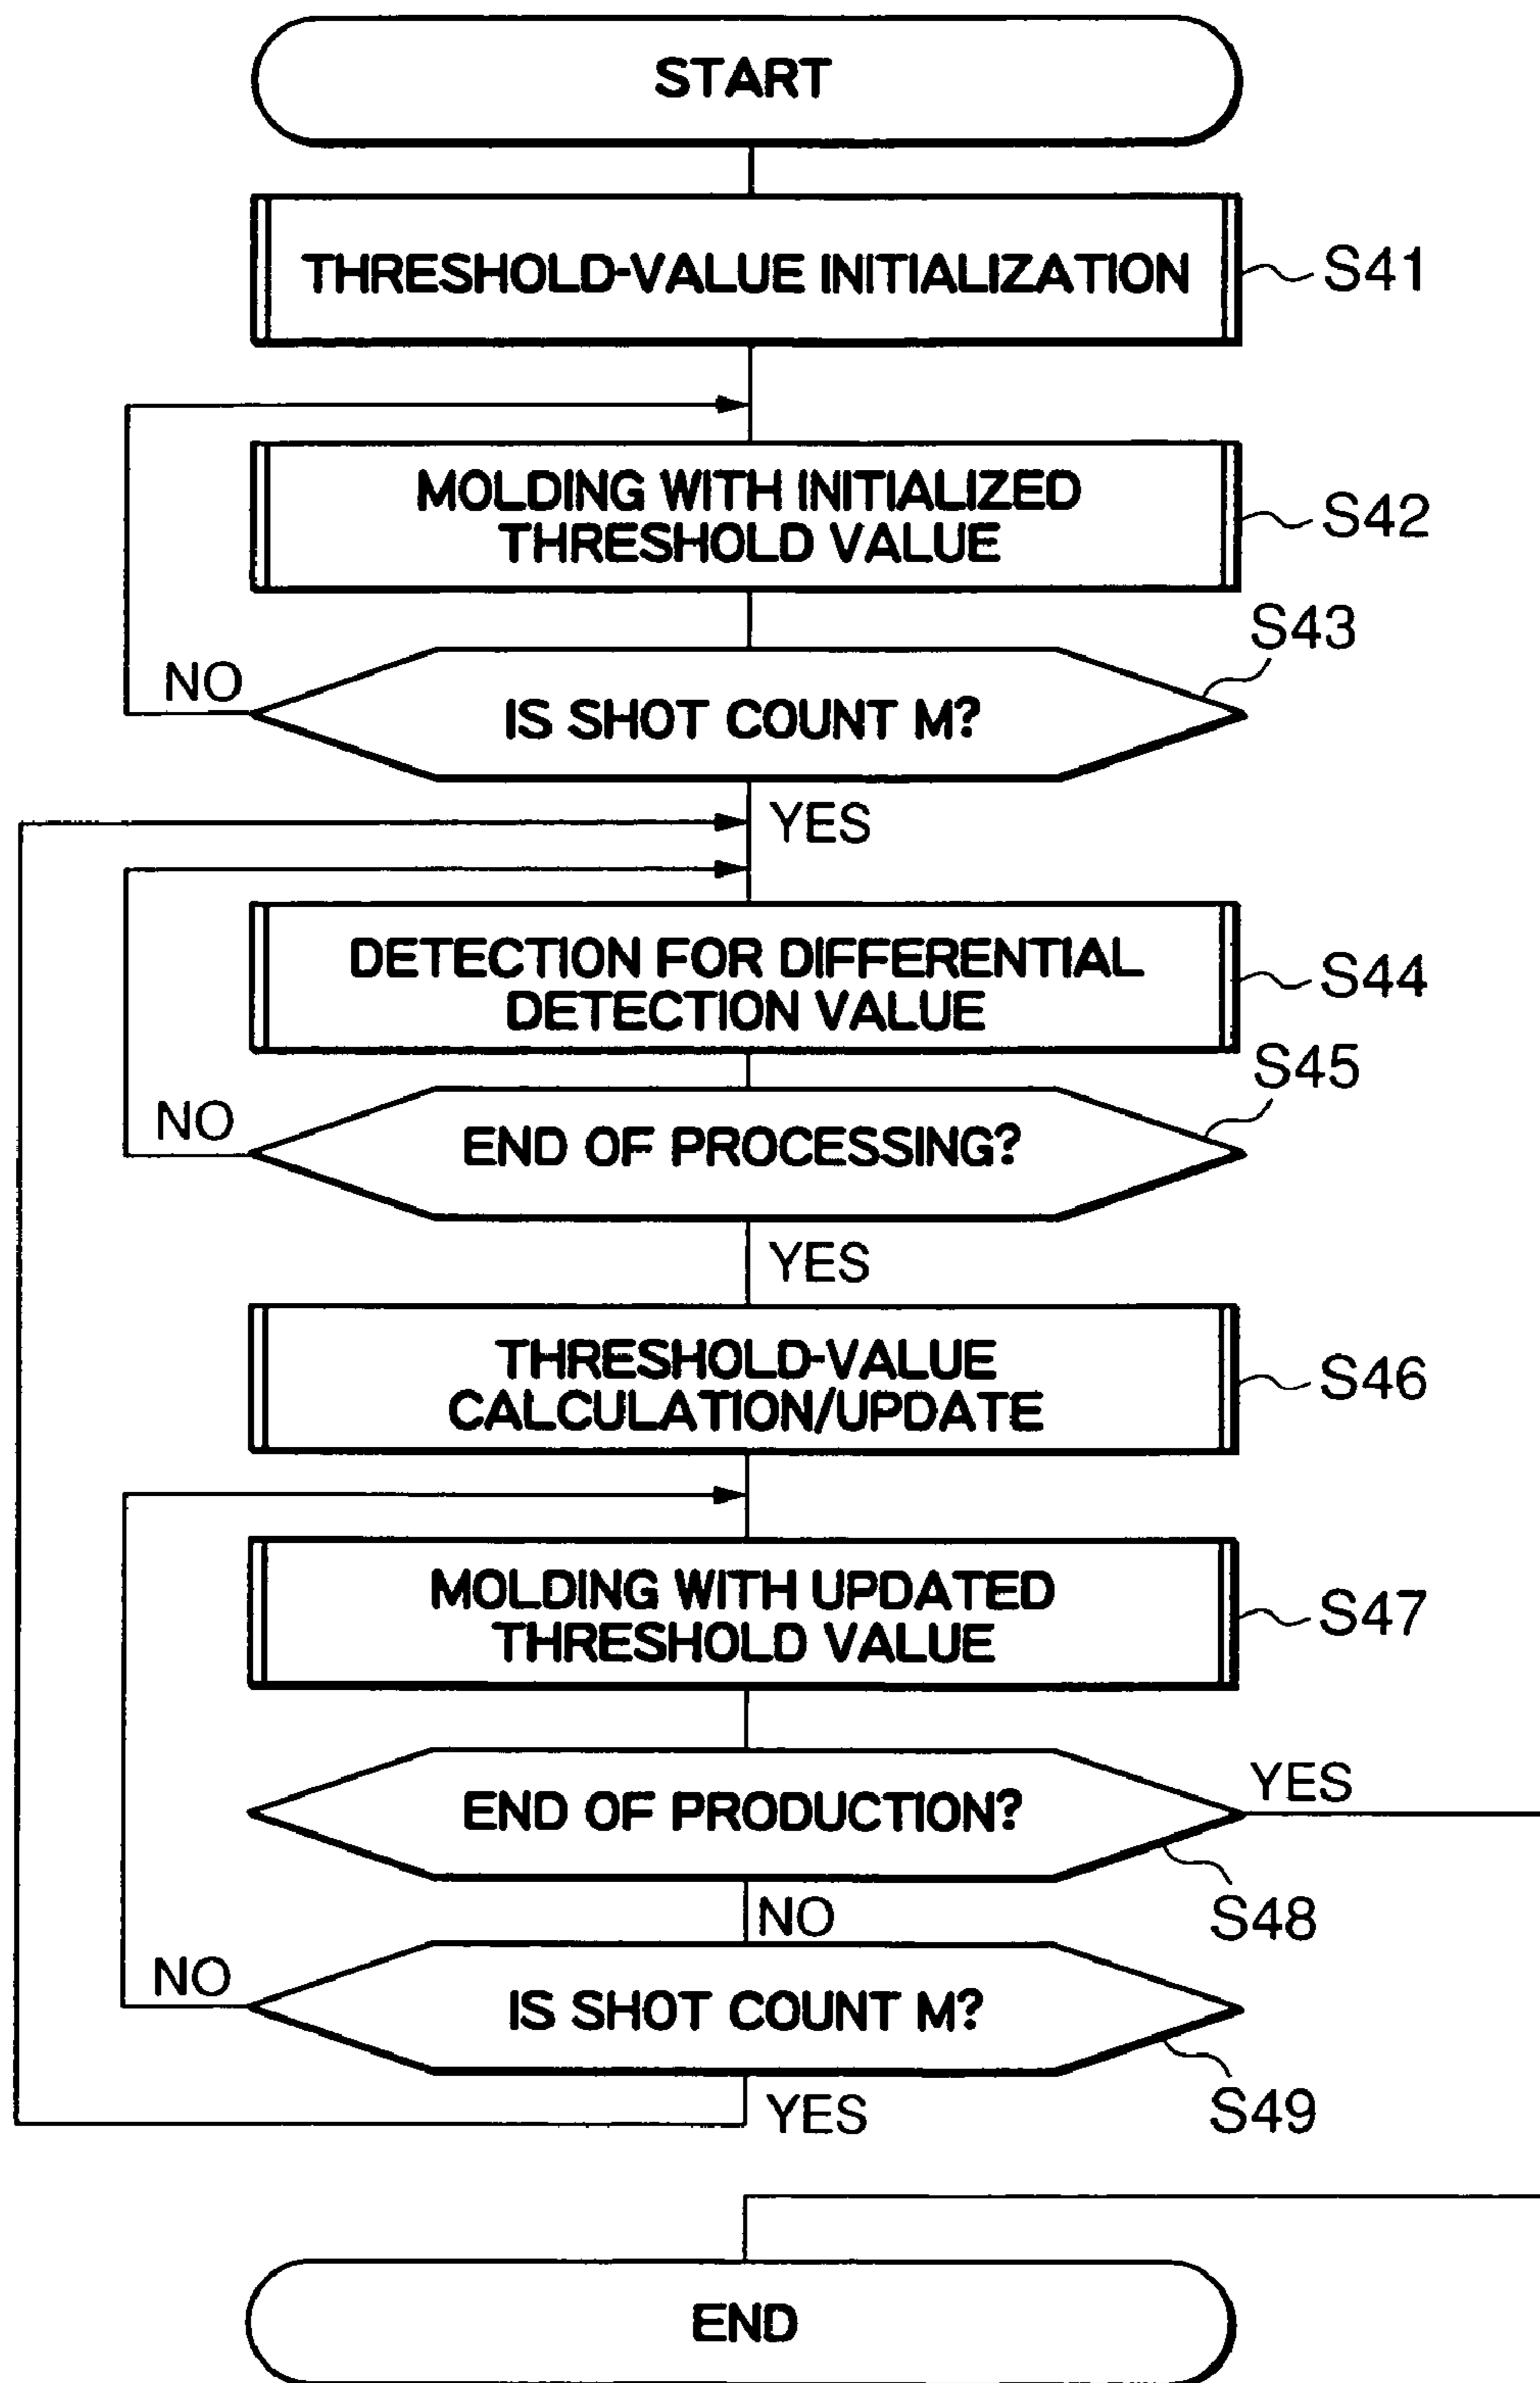 START
THRESHOLD-VALUE INITIALIZATION
S41
MOLDING WITH INITIALIZED
THRESHOLD VALUE
S42
S43
NO
IS SHOT COUNT M?
YES
DETECTION FOR DIFFERENTIAL
DETECTION VALUE
S44
S45
NO
END OF PROCESSING?
YES
THRESHOLD-VALUE
CALCULATION/UPDATE
S46
MOLDING WITH UPDATED
THRESHOLD VALUE
S47
END OF PRODUCTION?
YES
S48
NO
NO
IS SHOT COUNT M?
S49
YES
END